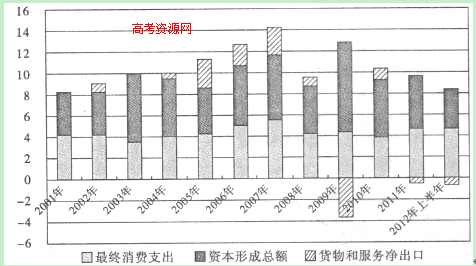 高考资源网
16
14
12
10
8
6
4
2
0
-2
-4
-6
2001年
2002年
2003年
2004年
2005年
2006年
2007年
2008年
2009年
2010年
2011年
2012年上半年
最终消费支出 资本形成总额 货物和服务净出口